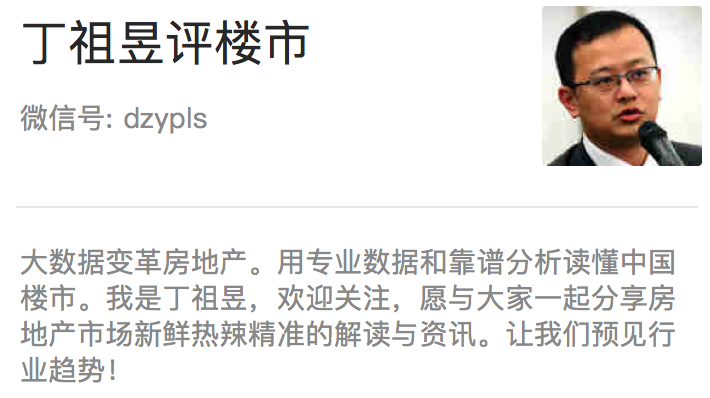 丁祖昱评楼市
微信号: dzypls
大数据变革房地产。用专业数据和靠谱分析读懂中国
楼市。我是丁祖昱，欢迎关注，愿与大家一起分享房
地产市场新鲜热辣精准的解读与资讯。让我们预见行
业趋势！